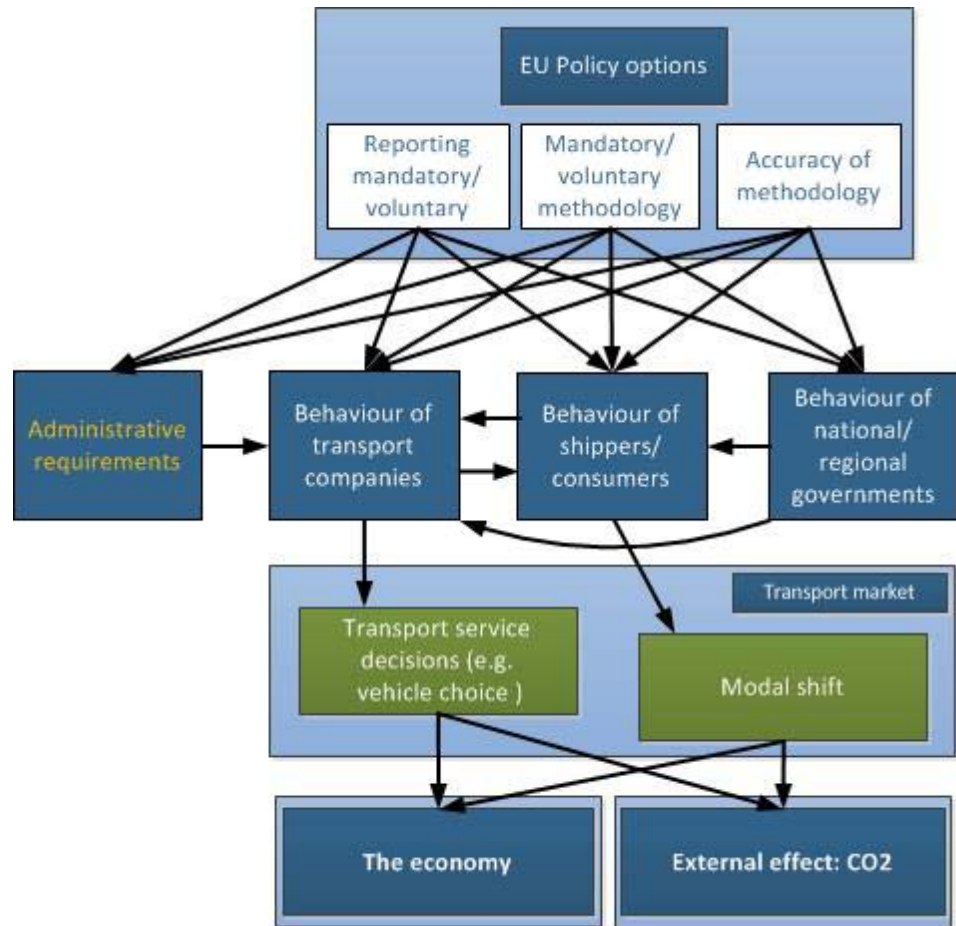 EU Policy options
Reporting
mandatory/
voluntary
Mandatory/
voluntary
methodology
Accuracy of
methodology
Administrative
requirements
Behaviour of
transport
companies
Behaviour of
shippers/
consumers
Behaviour of
national/
regional
governments
Transport market
Transport service
decisions (e.g.
vehicle choice )
Modal shift
The economy
External effect: CO2